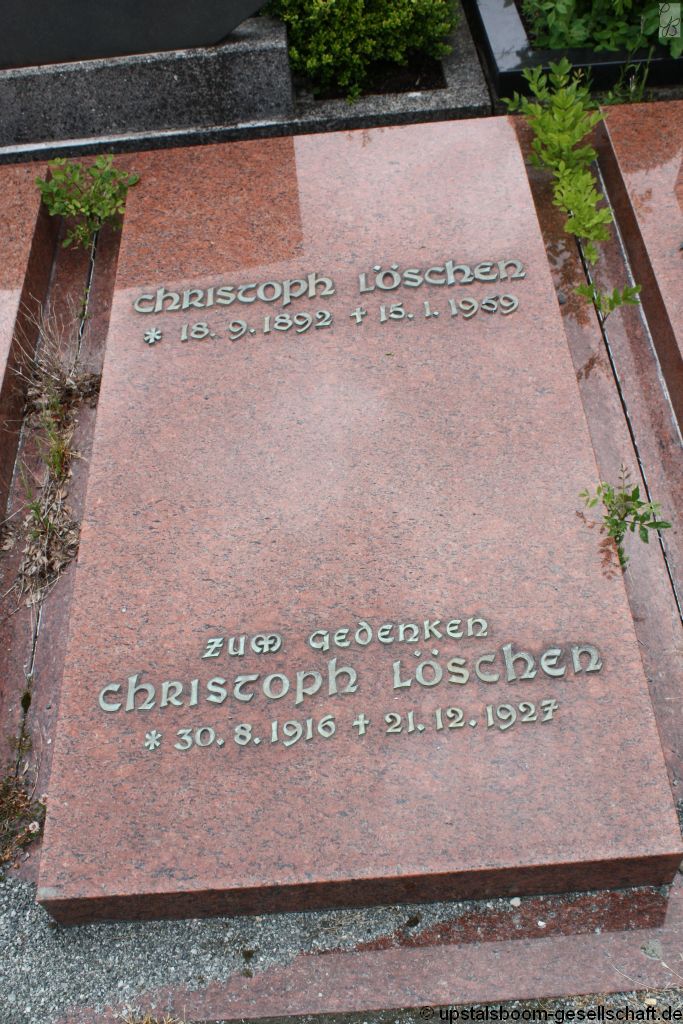 Christoph Löschen
* 18. 9. 1892 † 15. 1. 1959
Zum Gedenken
Christoph Löschen
* 30. 8. 1916 † 21. 12. 1927
© upstalsboom-gesellschaft.de